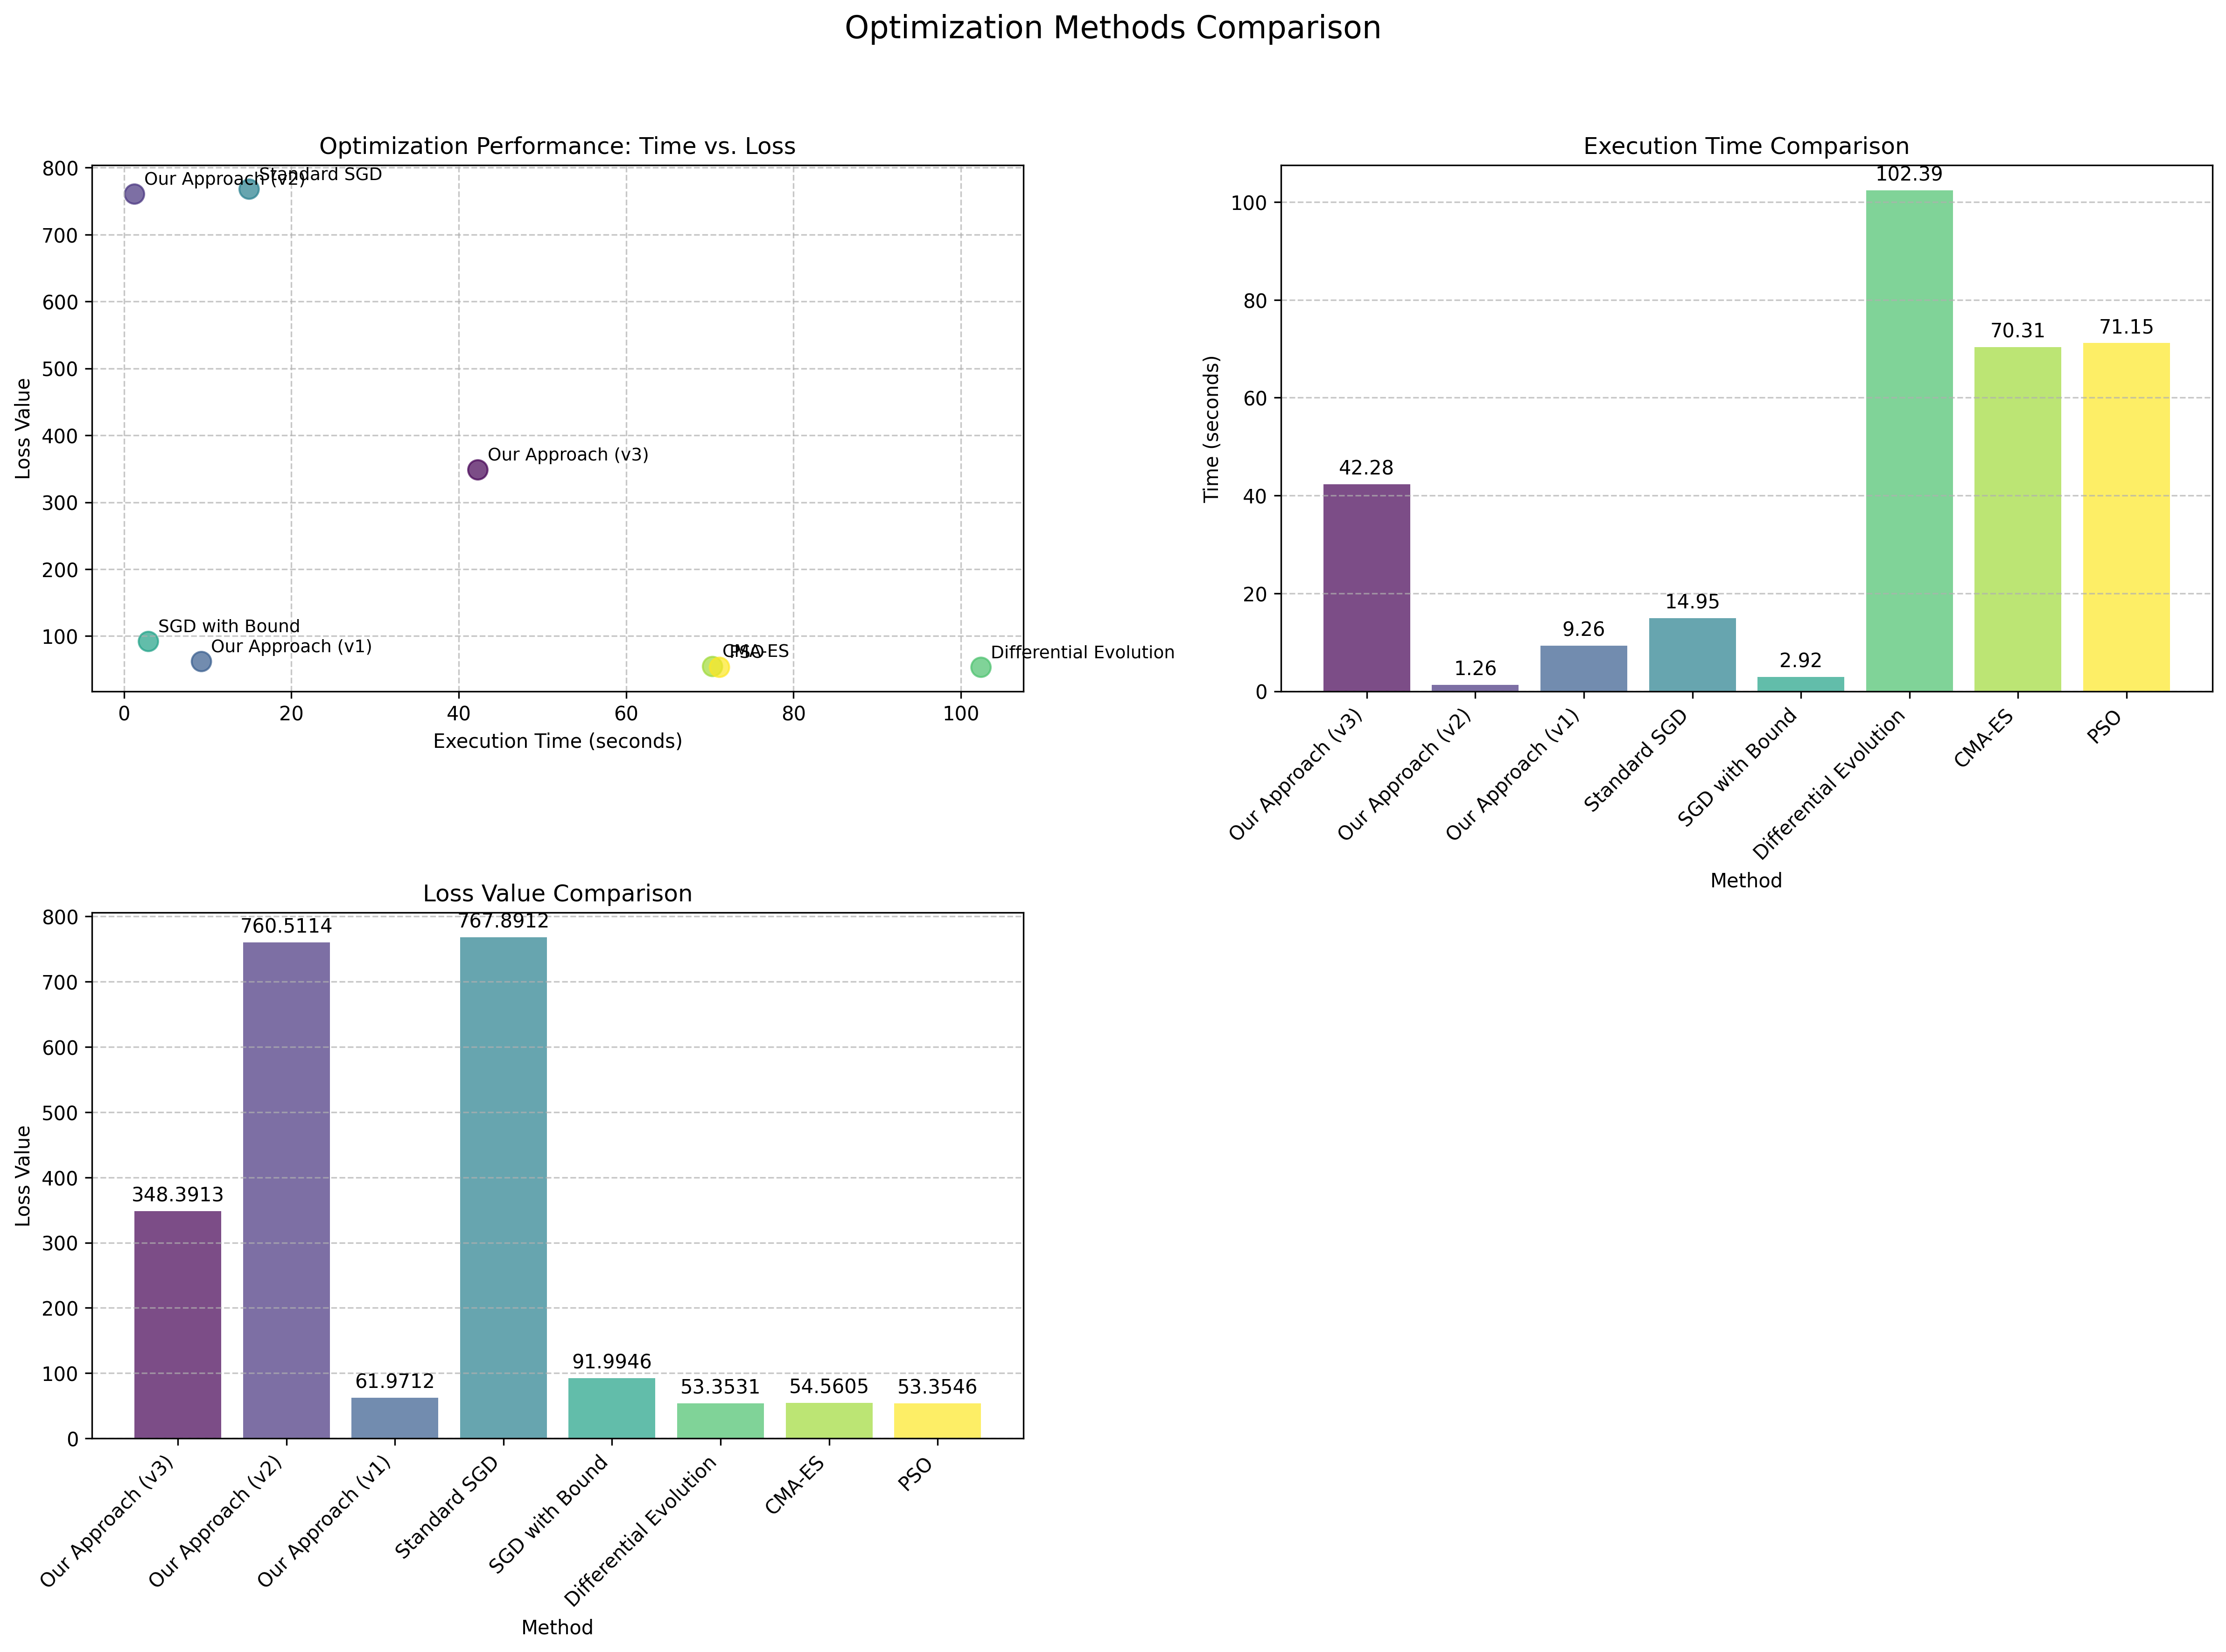 Optimization Methods Comparison
Optimization Performance: Time vs. Loss
Loss Value
800
700
600
500
400
300
200
100
Our Approach (v2)
Standard SGD
Our Approach (v3)
SGD with Bound
Our Approach (v1)
CMA-ES
PSO
Differential Evolution
0 20 40 60 80 100
Execution Time (seconds)
Execution Time Comparison
Time (seconds)
100
80
60
40
20
0
42.28
1.26
9.26
14.95
2.92
102.39
70.31
71.15
Our Approach (v3)
Our Approach (v2)
Our Approach (v1)
Standard SGD
SGD with Bound
Differential Evolution
CMA-ES
PSO
Method
Loss Value Comparison
Loss Value
800
700
600
500
400
300
200
100
0
348.3913
760.5114
61.9712
767.8912
91.9946
53.3531
54.5605
53.3546
Our Approach (v3)
Our Approach (v2)
Our Approach (v1)
Standard SGD
SGD with Bound
Differential Evolution
CMA-ES
PSO
Method